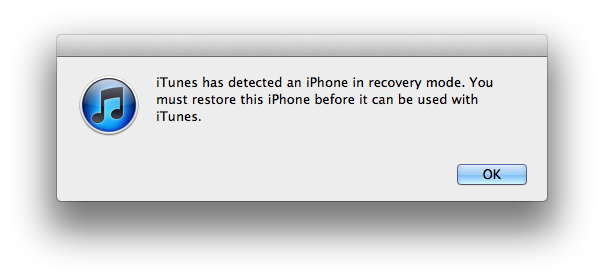 iTunes has detected an iPhone in recovery mode. You
must restore this iPhone before it can be used with
iTunes.
OK